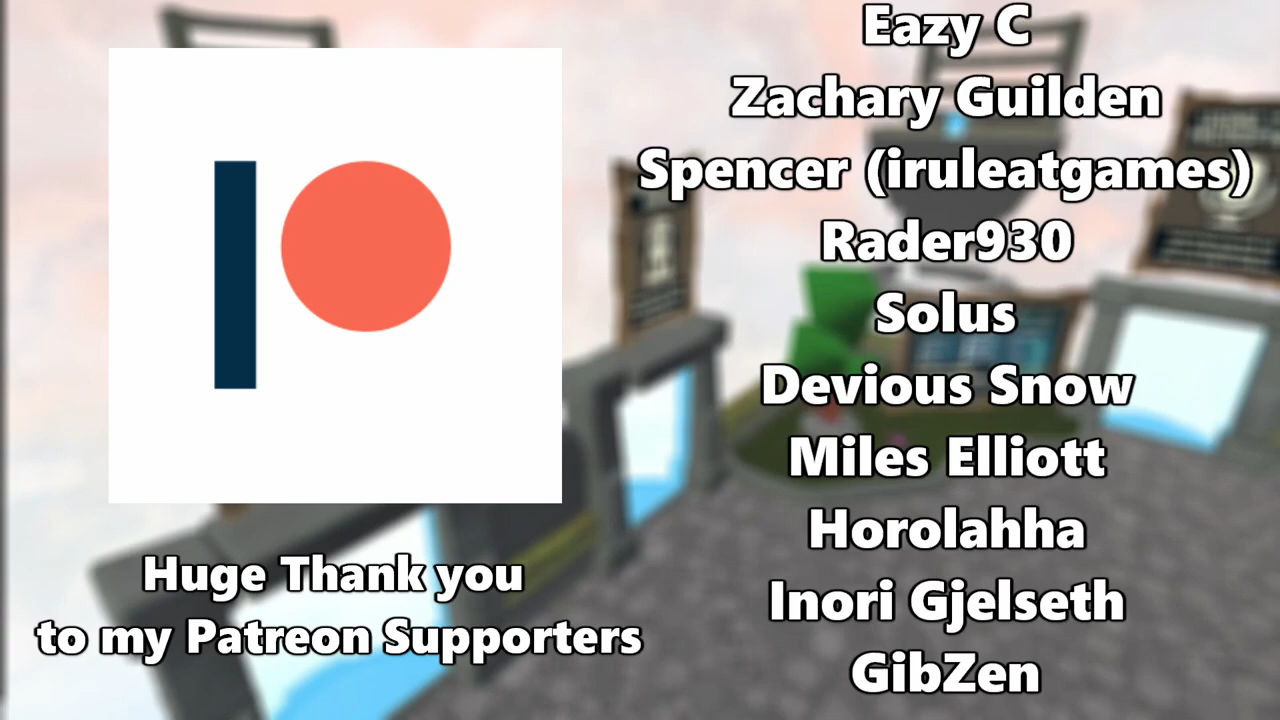 Huge Thank you
to my Patreon Supporters
Eazy C
Zachary Guilden
Spencer (iruleatgames)
Rader930
Solus
Devious Snow
Miles Elliott
Horolahha
Inori Gjelseth
GibZen